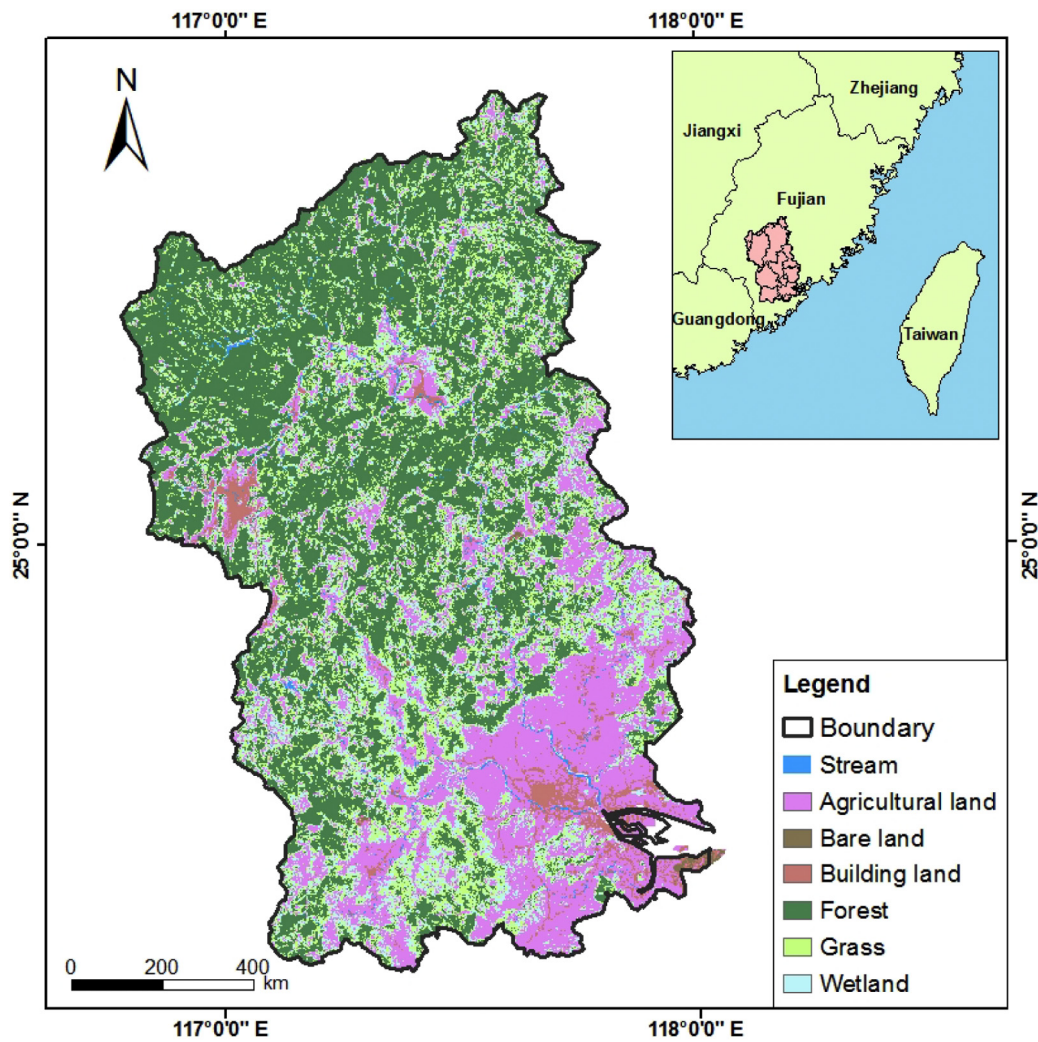 117°0'0" E
118°0'0" E
N
Zhejiang
Jiangxi
Fujian
Guangdong
Taiwan
25°0'0" N
25°0'0" N
Legend
Boundary
Stream
Agricultural land
Bare land
Building land
Forest
Grass
Wetland
0 200 400
km
117°0'0" E
118°0'0" E